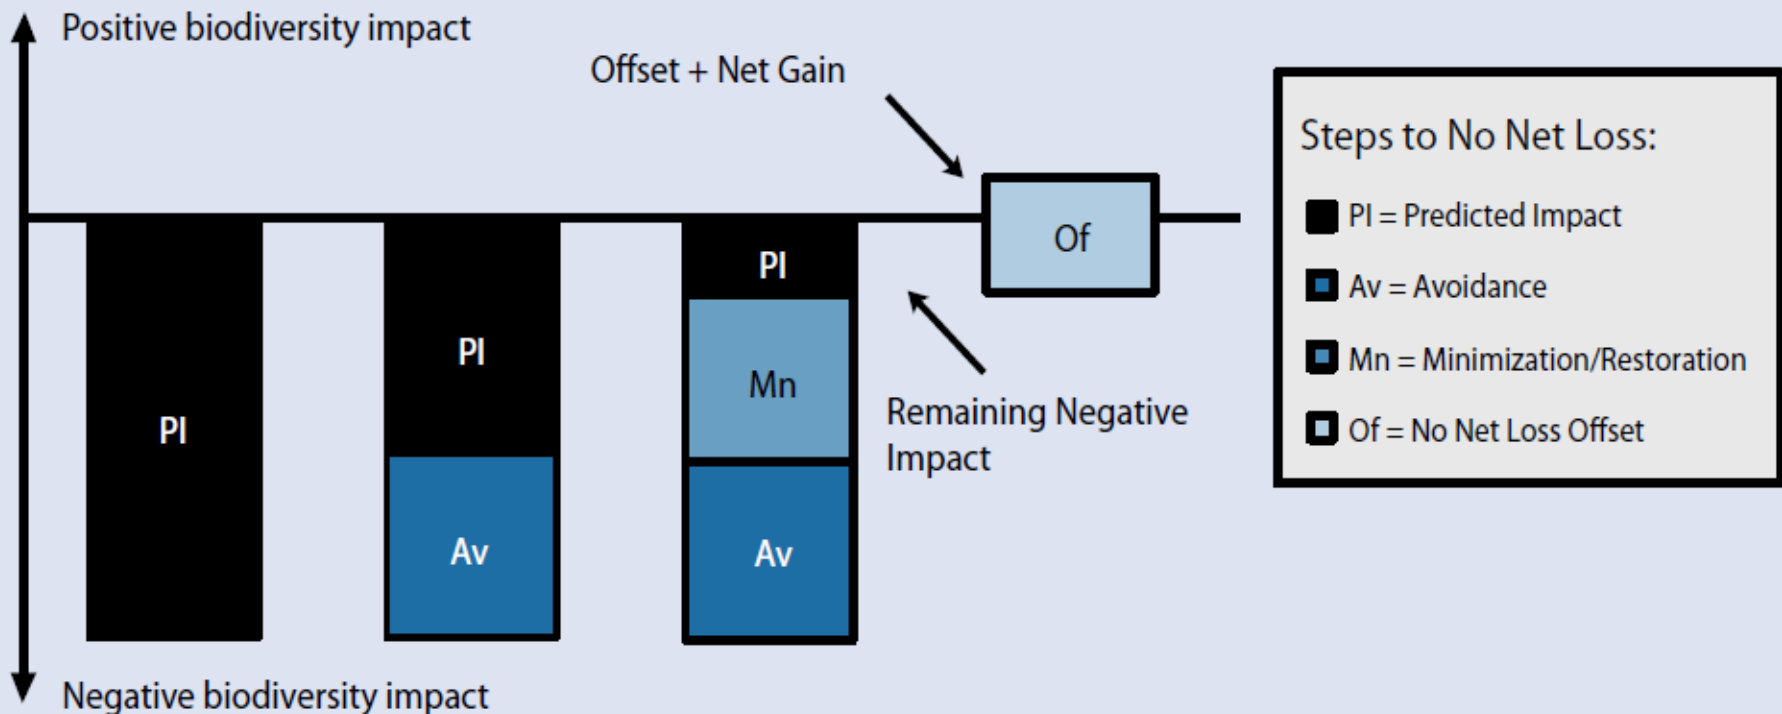 Positive biodiversity impact
Offset + Net Gain
PI
PI
Av
PI
Mn
Av
Of
Remaining Negative
Impact
Negative biodiversity impact
Steps to No Net Loss:
PI = Predicted Impact
Av = Avoidance
Mn = Minimization/Restoration
Of = No Net Loss Offset